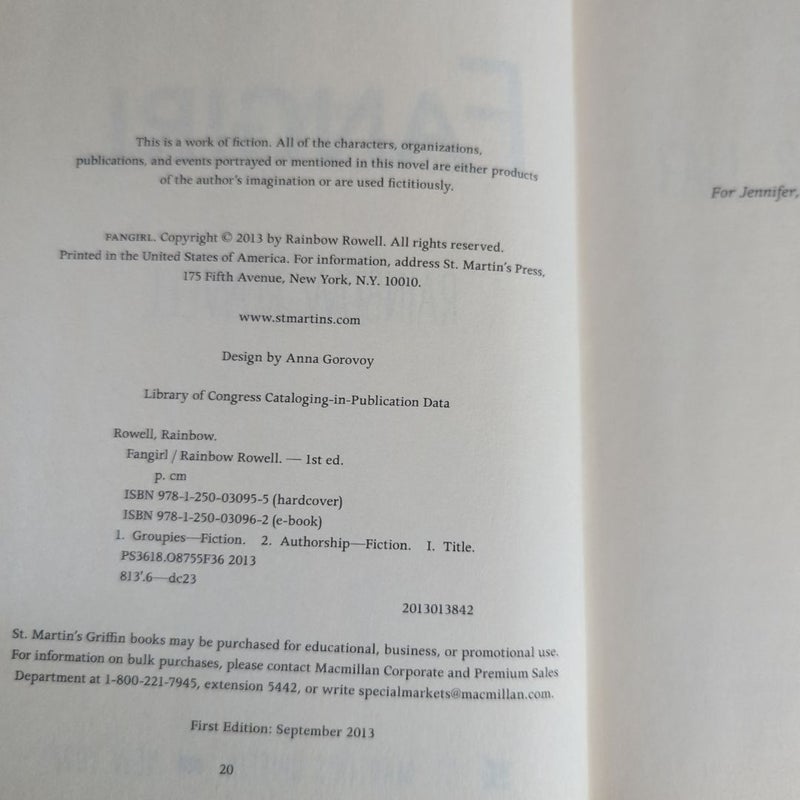 This is a work of fiction. All of the characters, organizations,
publications, and events portrayed or mentioned in this novel are either products
of the author's imagination or are used fictitiously.
FANGIRL. Copyright © 2013 by Rainbow Rowell. All rights reserved.
Printed in the United States of America. For information, address St. Martin's Press,
175 Fifth Avenue, New York, N.Y. 10010.
www.stmartins.com
Design by Anna Gorovoy
Library of Congress Cataloging-in-Publication Data
Rowell, Rainbow.
Fangirl / Rainbow Rowell. — 1st ed.
p. cm
ISBN 978-1-250-03095-5 (hardcover)
ISBN 978-1-250-03096-2 (e-book)
1. Groupies—Fiction. 2. Authorship—Fiction. I. Title.
PS3618.O8755F36 2013
813'.6—dc23
2013013842
St. Martin's Griffin books may be purchased for educational, business, or promotional use.
For information on bulk purchases, please contact Macmillan Corporate and Premium Sales
Department at 1-800-221-7945, extension 5442, or write specialmarkets@macmillan.com.
First Edition: September 2013
20
For Jennifer,